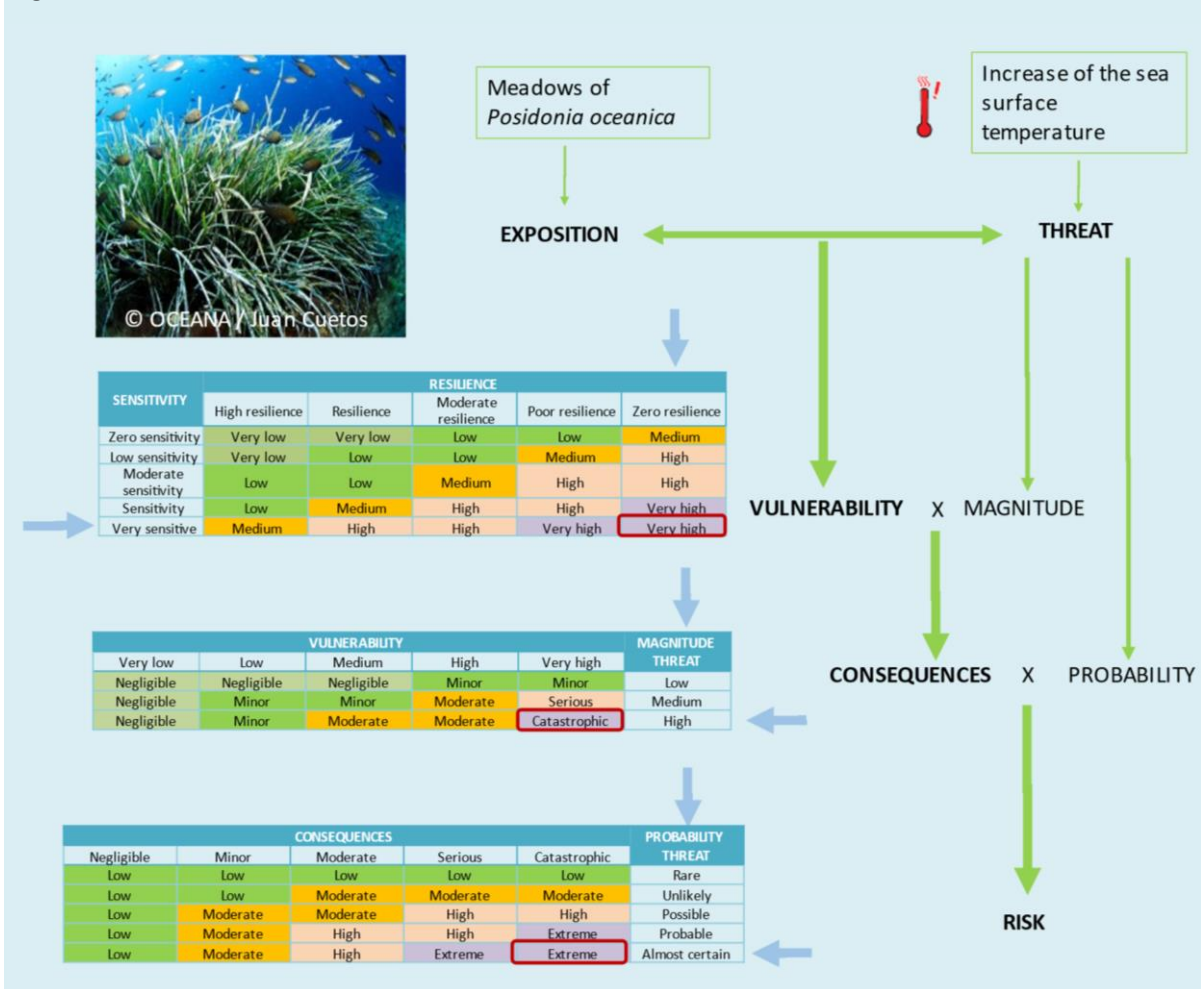 Meadows of
Posidonia oceanica
Increase of the sea
surface
temperature
EXPOSITION
THREAT
© OCEANA / Juan Cuetos
SENSITIVITY RESILIENCE
High resilience Resilience Moderate resilience Poor resilience Zero resilience
Zero sensitivity Very low Very low Low Low Medium
Low sensitivity Very low Low Low Medium High
Moderate sensitivity Low Low Medium High High
Sensitivity Low Medium High High Very high
Very sensitive Medium High High Very high Very high
VULNERABILITY X MAGNITUDE
VULNERABILITY MAGNITUDE THREAT
Very low Low Medium High Very high
Negligible Negligible Negligible Minor Minor Low
Negligible Minor Minor Moderate Serious Medium
Negligible Minor Moderate Moderate Catastrophic High
CONSEQUENCES X PROBABILITY
CONSEQUENCES PROBABILITY THREAT
Negligible Minor Moderate Serious Catastrophic
Low Low Low Low Low Rare
Low Low Moderate Moderate Moderate Unlikely
Low Moderate Moderate High High Possible
Low Moderate High High Extreme Probable
Low Moderate High Extreme Extreme Almost certain
RISK